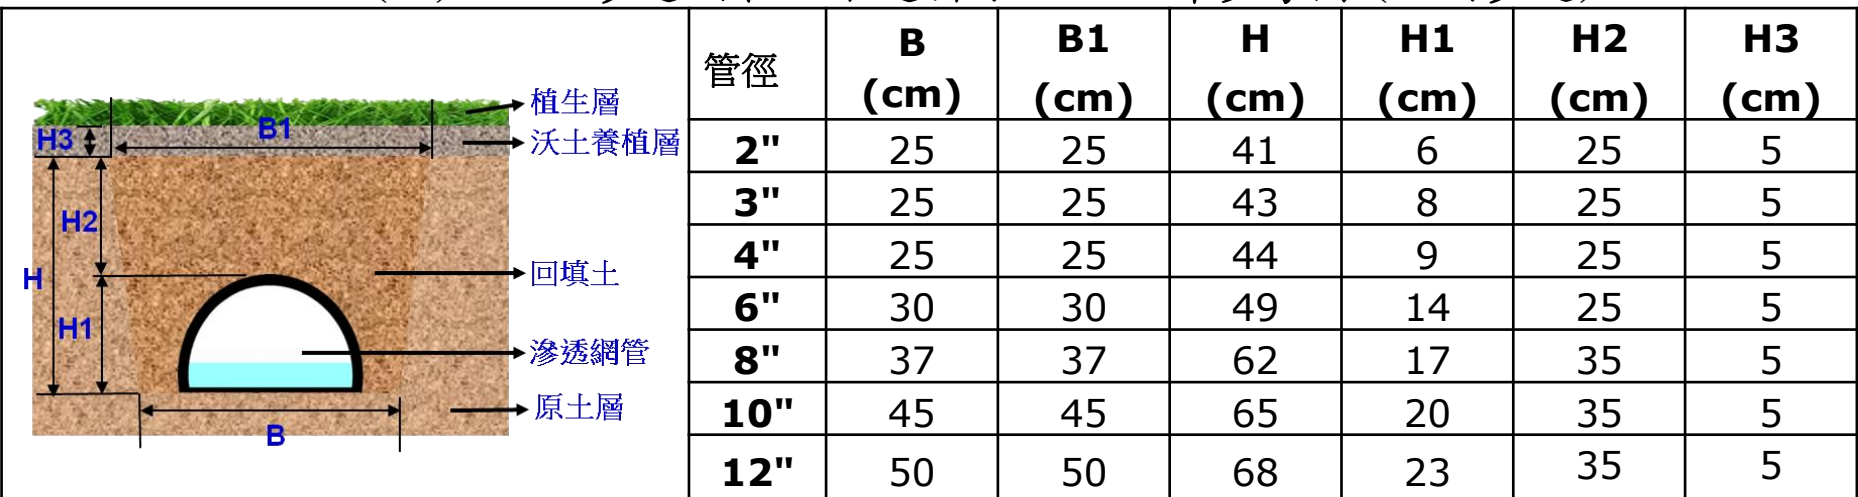 植生層
H3
B1
沃土養植層
H2
H
回填土
H1
滲透網管
原土層
B
管徑 B (cm) B1 (cm) H (cm) H1 (cm) H2 (cm) H3 (cm)
2" 25 25 41 6 25 5
3" 25 25 43 8 25 5
4" 25 25 44 9 25 5
6" 30 30 49 14 25 5
8" 37 37 62 17 35 5
10" 45 45 65 20 35 5
12" 50 50 68 23 35 5